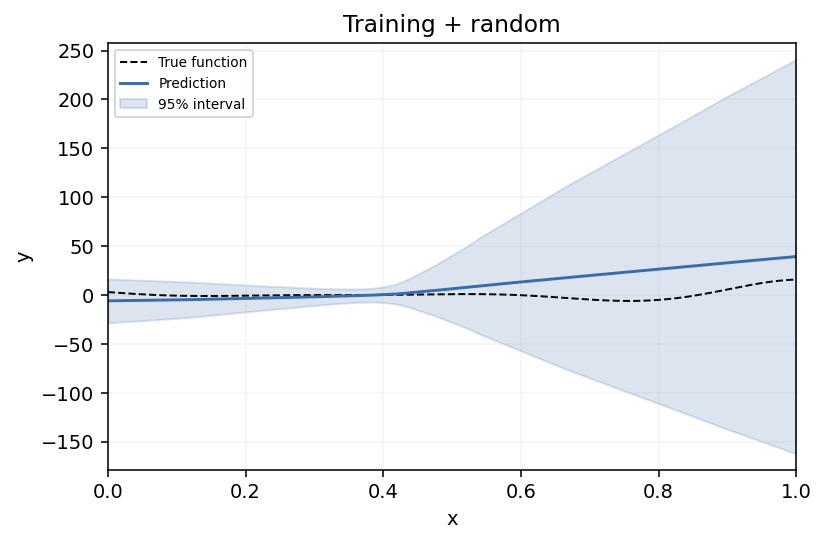 Training + random
250
200
150
100
50
0
−50
−100
−150
y
True function
Prediction
95% interval
0.0 0.2 0.4 0.6 0.8 1.0
x